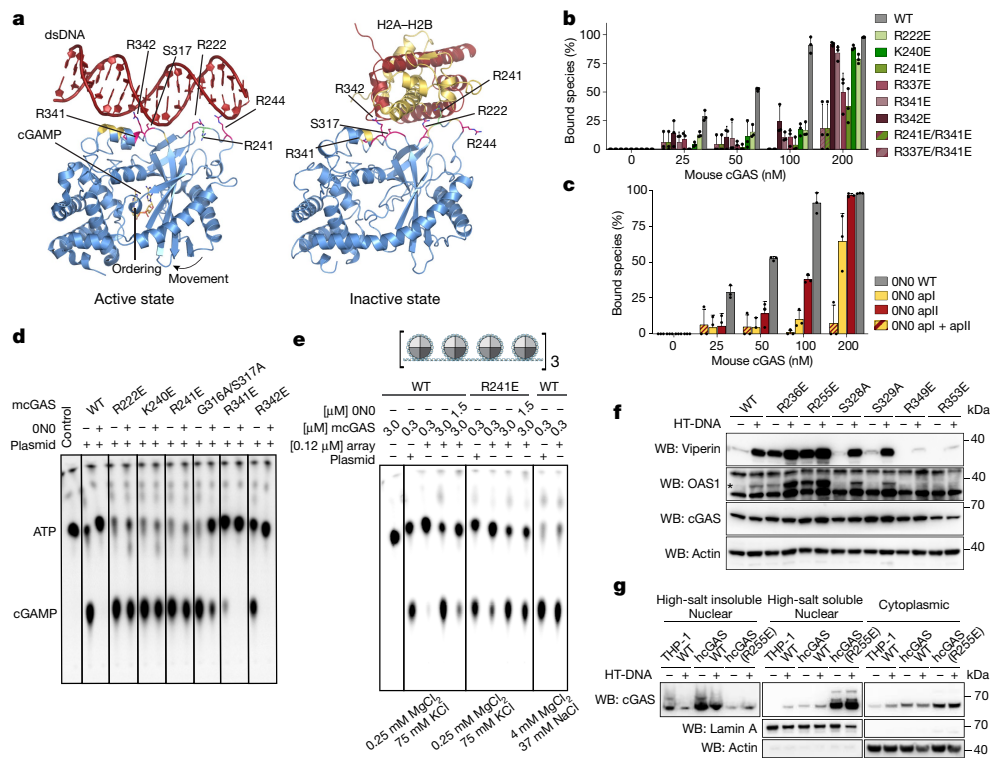 a
dsDNA
R342
S317
R222
R341
R244
cGAMP
R241
Ordering
Movement
Active state
H2A–H2B
R342
R241
S317
R222
R341
R244
Inactive state
b
Bound species (%)
100
75
50
25
0
0
25
50
100
200
Mouse cGAS (nM)
WT
R222E
K240E
R241E
R337E
R341E
R342E
R241E/R341E
R337E/R341E
c
Bound species (%)
100
75
50
25
0
0
25
50
100
200
Mouse cGAS (nM)
0N0 WT
0N0 apI
0N0 apII
0N0 apI + apII
d
mcGAS
Control
WT
R222E
K240E
R241E
G316A/S317A
R341E
R342E
0N0
– + – + – + – + – + – + – +
Plasmid
+ + + + + + + + + + + + + +
ATP
cGAMP
e
3
WT
R241E
WT
[µM] 0N0
– – – – 1.5 – – – 1.5 – –
[µM] mcGAS
3.0 0.3 0.3 3.0 3.0 0.3 0.3 3.0 3.0 0.3 0.3
[0.12 µM] array
– – + + + – + + + – +
Plasmid
– + – – – + – – – + –
0.25 mM MgCl2
75 mM KCl
0.25 mM MgCl2
75 mM KCl
4 mM MgCl2
37 mM NaCl
f
WT
R236E
R255E
S328A
S329A
R349E
R353E
kDa
HT-DNA
– + – + – + – + – + – + – +
WB: Viperin
40
WB: OAS1
*
40
70
WB: cGAS
WB: Actin
40
g
High-salt insoluble
Nuclear
High-salt soluble
Nuclear
Cytoplasmic
THP-1
WT
hcGAS
WT
hcGAS
(R255E)
THP-1
WT
hcGAS
WT
hcGAS
(R255E)
THP-1
WT
hcGAS
WT
hcGAS
(R255E)
HT-DNA
– + – + – + – + – + – + – + – + – +
kDa
WB: cGAS
70
WB: Lamin A
70
WB: Actin
40